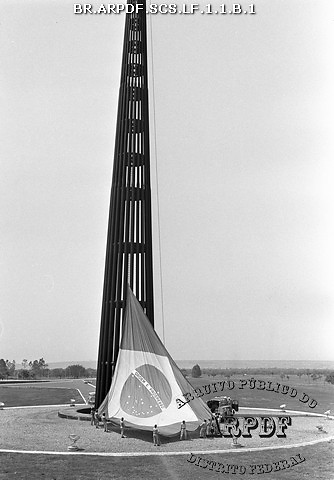 BR.ARPDF.SCS.LF.1.1.B.1
ARQUIVO PÚBLICO DO
ARPDF
DISTRITO FEDERAL